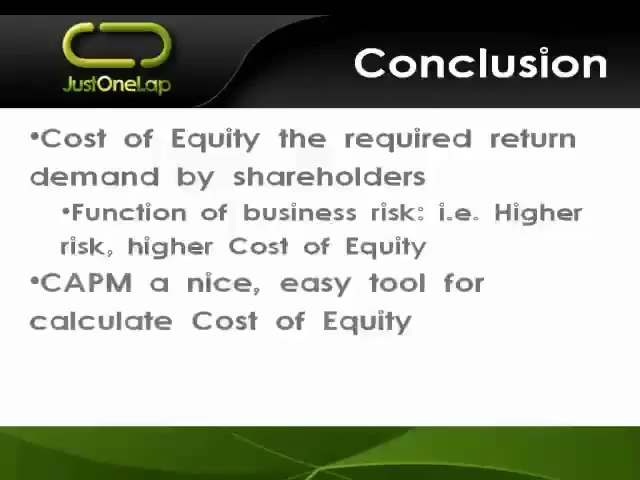 JustOneLap
Conclusion
•Cost of Equity the required return
demand by shareholders
•Function of business risk: i.e. Higher
risk, higher Cost of Equity
•CAPM a nice, easy tool for
calculate Cost of Equity